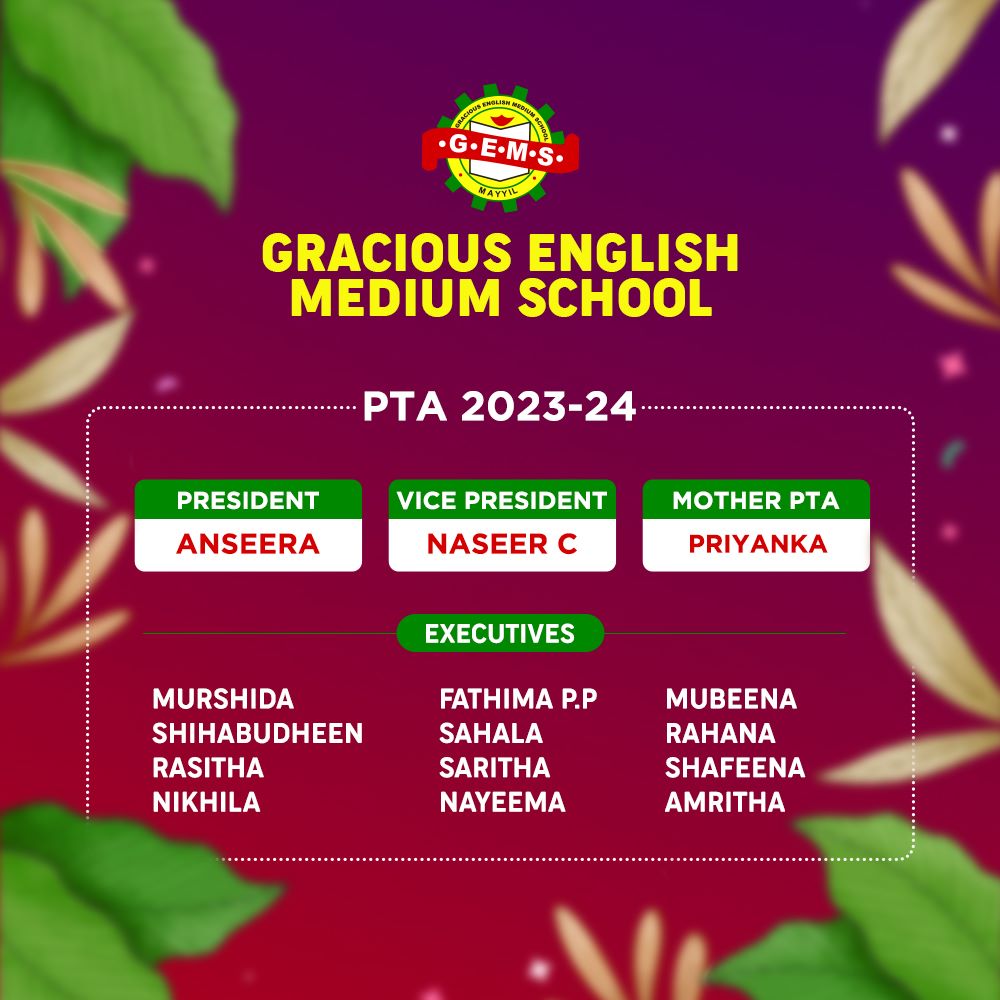 GRACIOUS ENGLISH MEDIUM SCHOOL
·G·E·M·S·
MAYYIL
GRACIOUS ENGLISH
MEDIUM SCHOOL
PTA 2023-24
PRESIDENT
ANSEERA
VICE PRESIDENT
NASEER C
MOTHER PTA
PRIYANKA
EXECUTIVES
MURSHIDA
SHIHABUDHEEN
RASITHA
NIKHILA
FATHIMA P.P
SAHALA
SARITHA
NAYEEMA
MUBEENA
RAHANA
SHAFEENA
AMRITHA